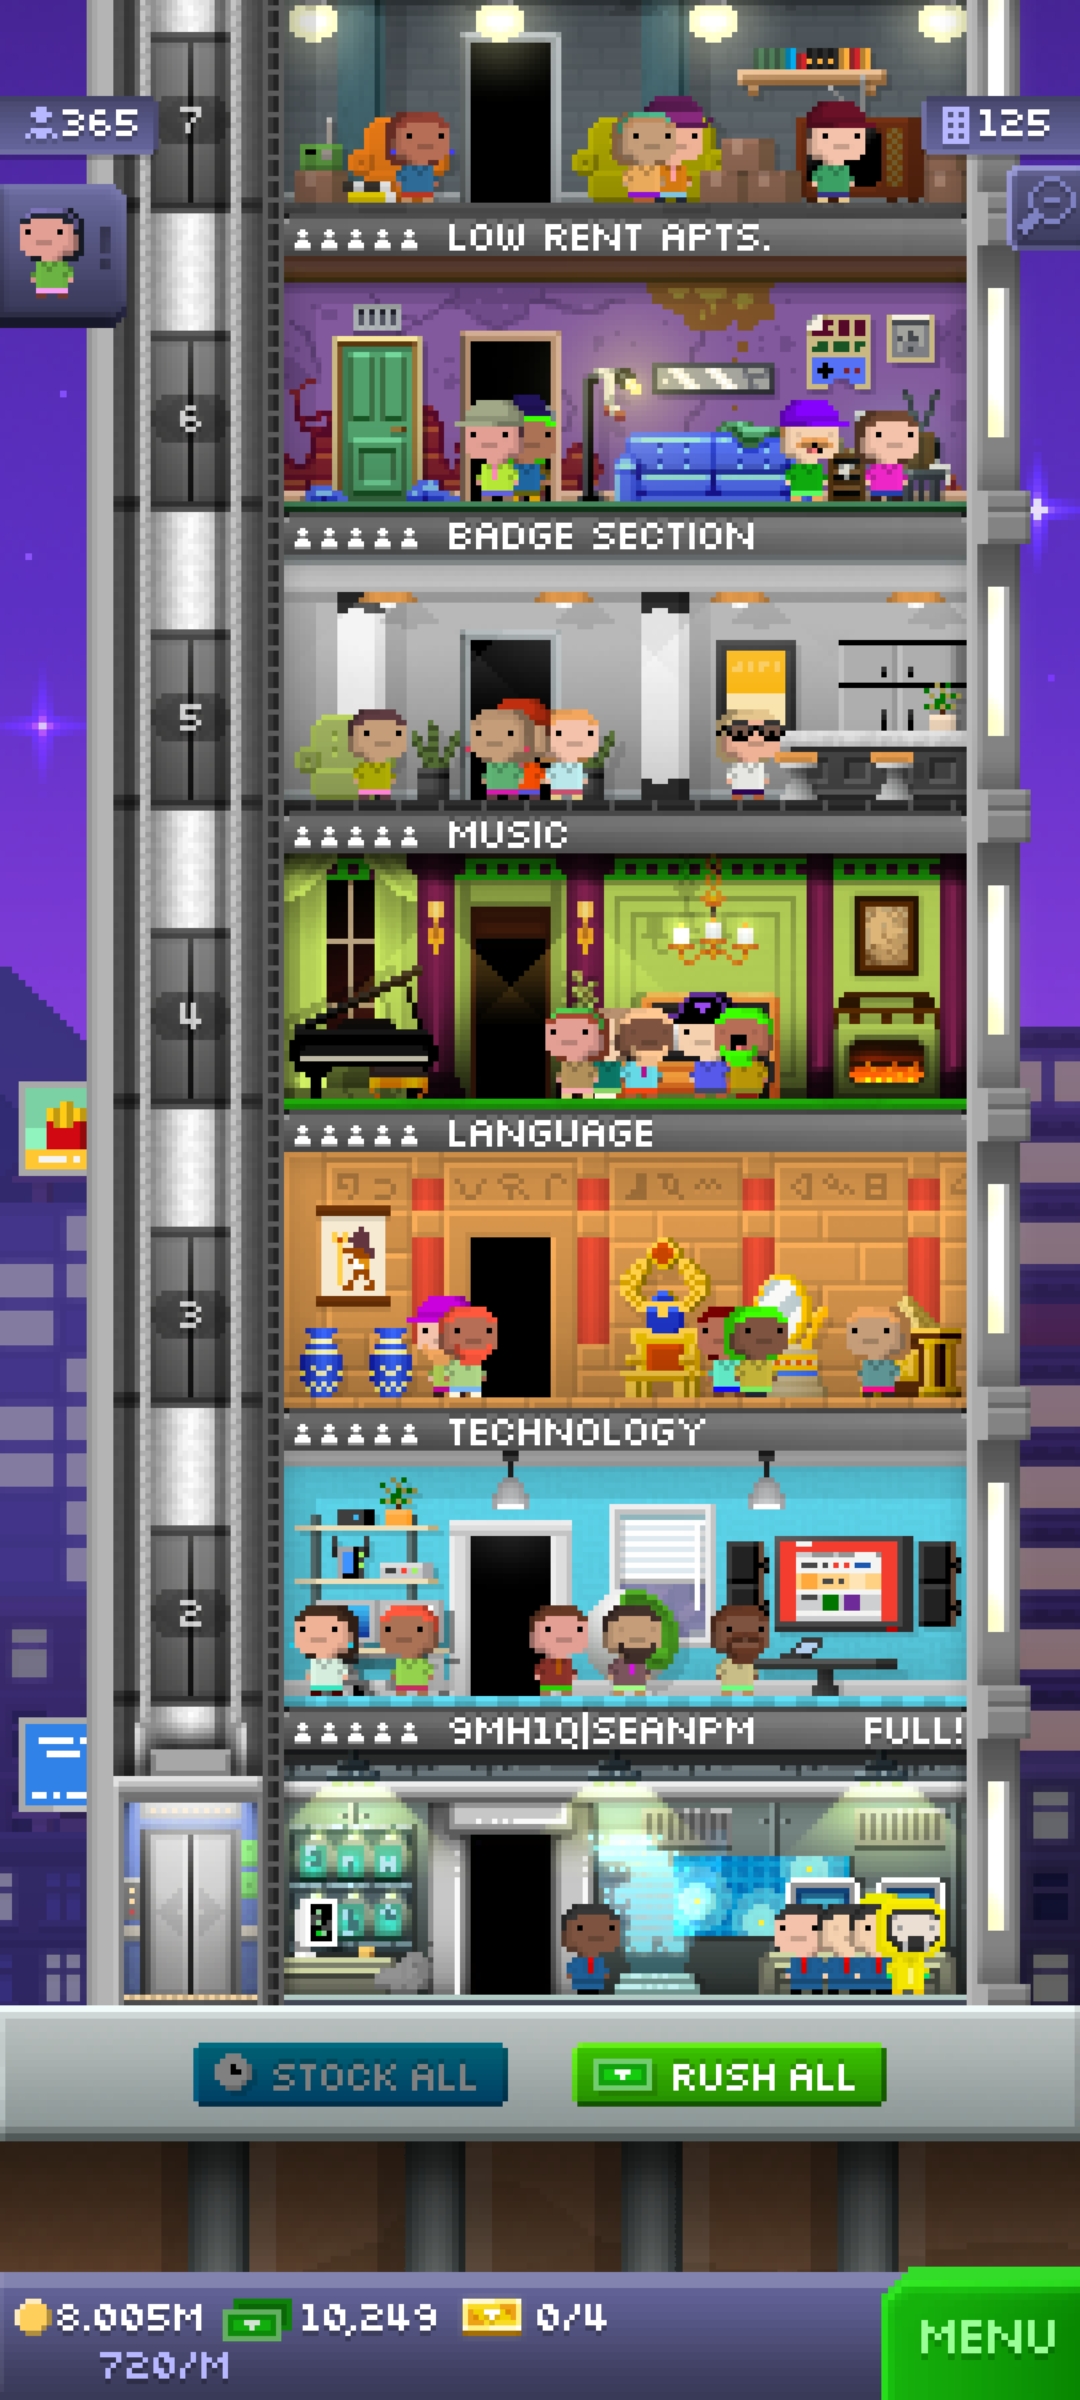 365
7
125
LOW RENT APTS.
6
BADGE SECTION
5
MUSIC
4
LANGUAGE
3
TECHNOLOGY
2
9MH1Q|SEANPM FULL!
STOCK ALL
RUSH ALL
8.005M 10,249 0/4
720/M
MENU